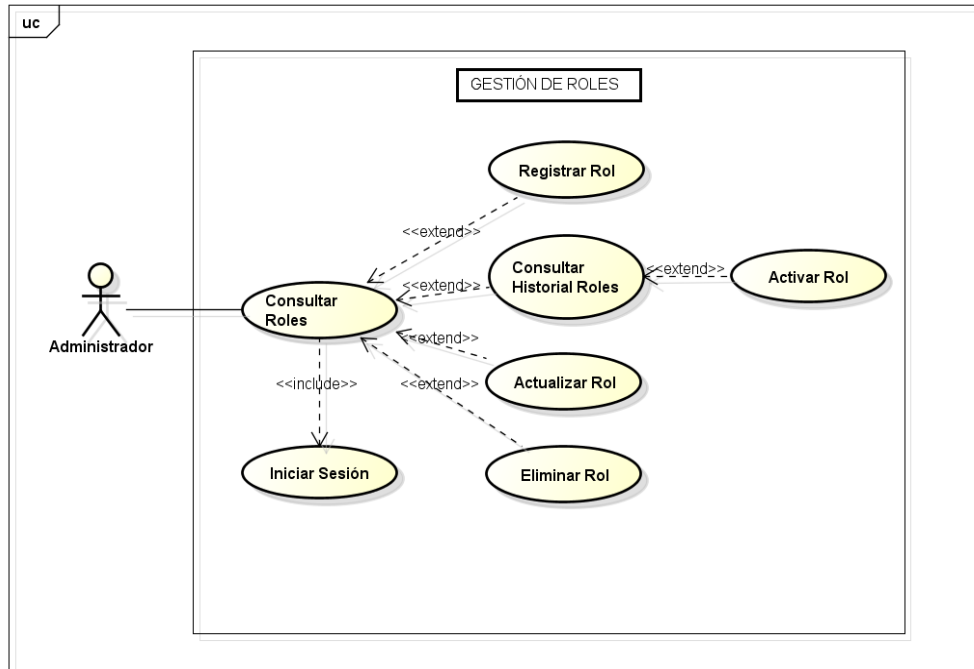 uc
GESTIÓN DE ROLES
Registrar Rol
<<extend>>
Consultar
Historial Roles
<<extend>>
Activar Rol
<<extend>>
Consultar
Roles
Administrador
<<extend>>
Actualizar Rol
<<include>>
<<extend>>
Iniciar Sesión
Eliminar Rol